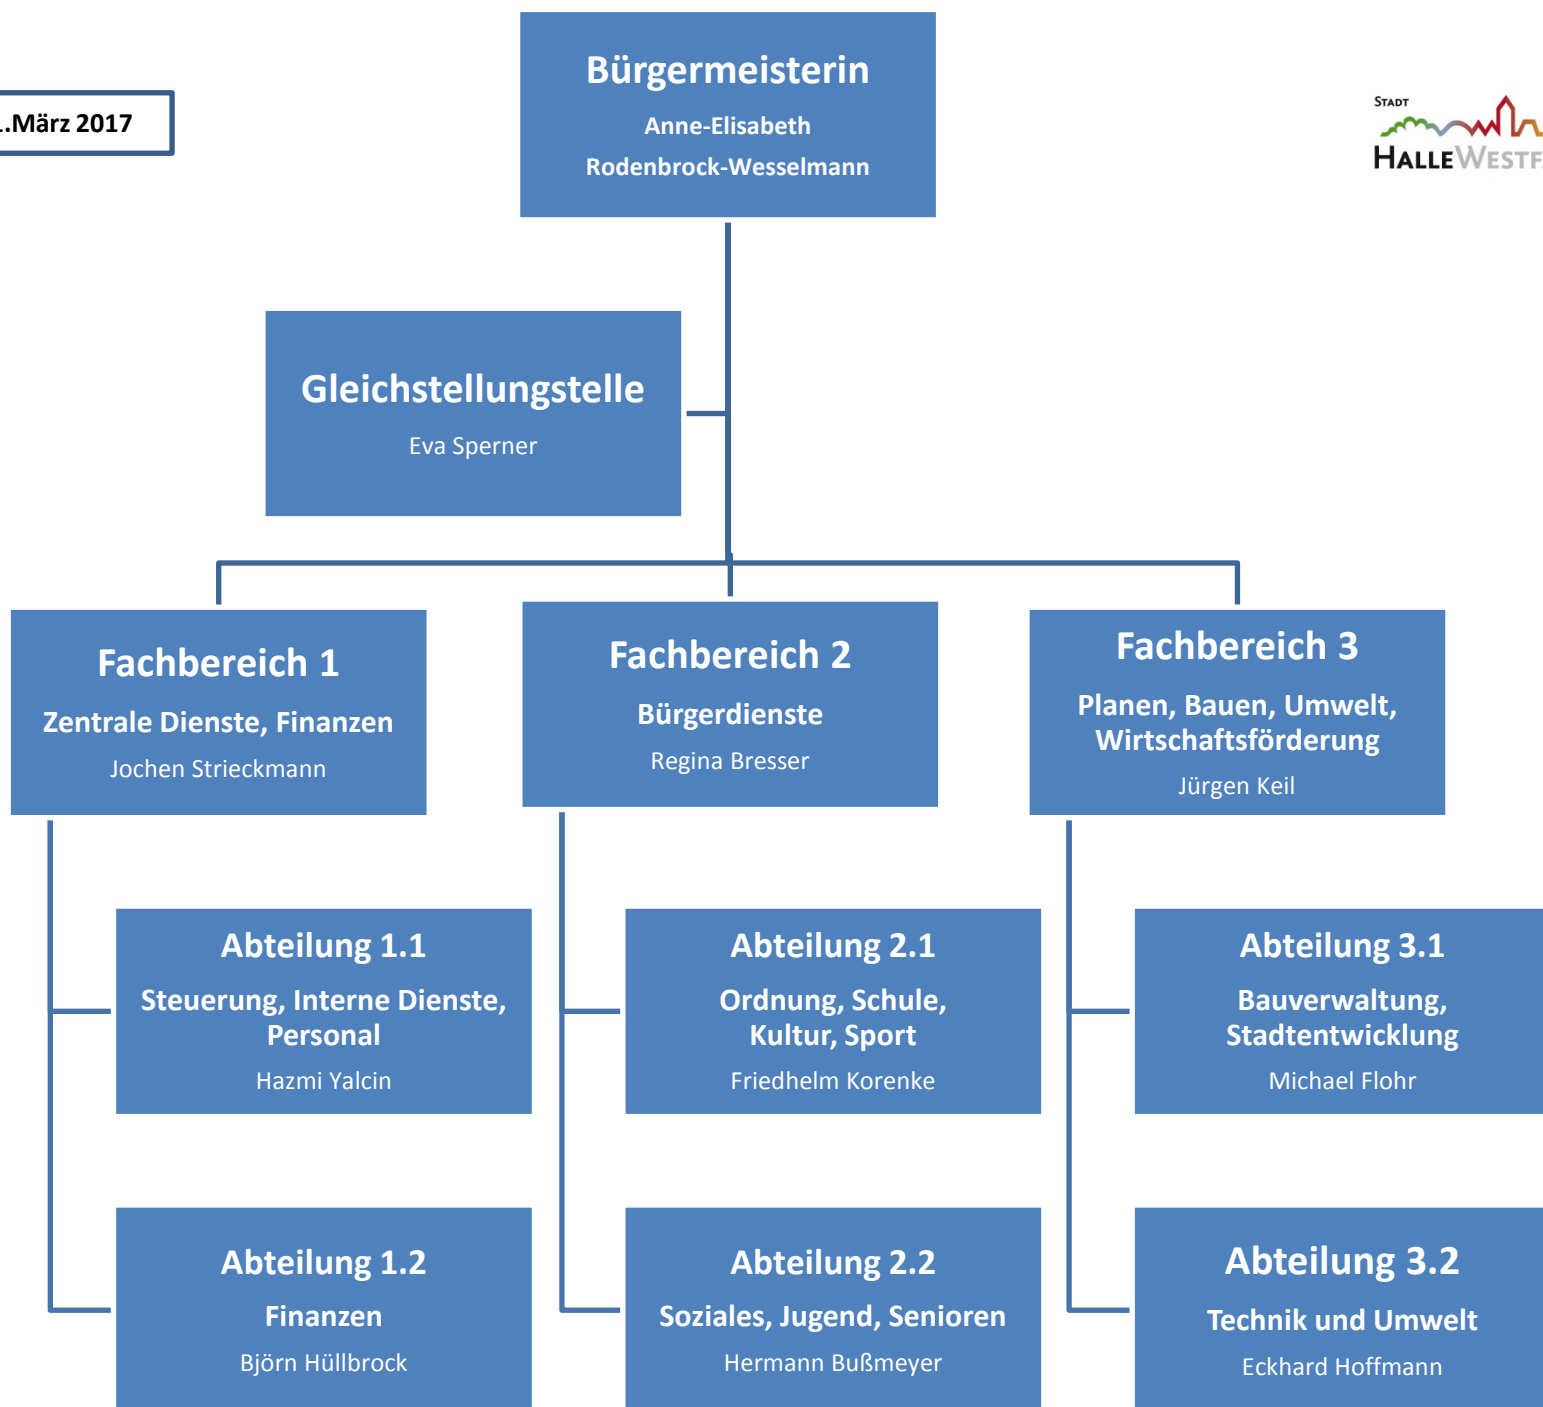 Bürgermeisterin
Anne-Elisabeth
Rodenbrock-Wesselmann
.März 2017
STADT
HALLEWESTF
Gleichstellungstelle
Eva Sperner
Fachbereich 1
Zentrale Dienste, Finanzen
Jochen Strieckmann
Fachbereich 2
Bürgerdienste
Regina Bresser
Fachbereich 3
Planen, Bauen, Umwelt,
Wirtschaftsförderung
Jürgen Keil
Abteilung 1.1
Steuerung, Interne Dienste,
Personal
Hazmi Yalcin
Abteilung 2.1
Ordnung, Schule,
Kultur, Sport
Friedhelm Korenke
Abteilung 3.1
Bauverwaltung,
Stadtentwicklung
Michael Flohr
Abteilung 1.2
Finanzen
Björn Hüllbrock
Abteilung 2.2
Soziales, Jugend, Senioren
Hermann Bußmeyer
Abteilung 3.2
Technik und Umwelt
Eckhard Hoffmann